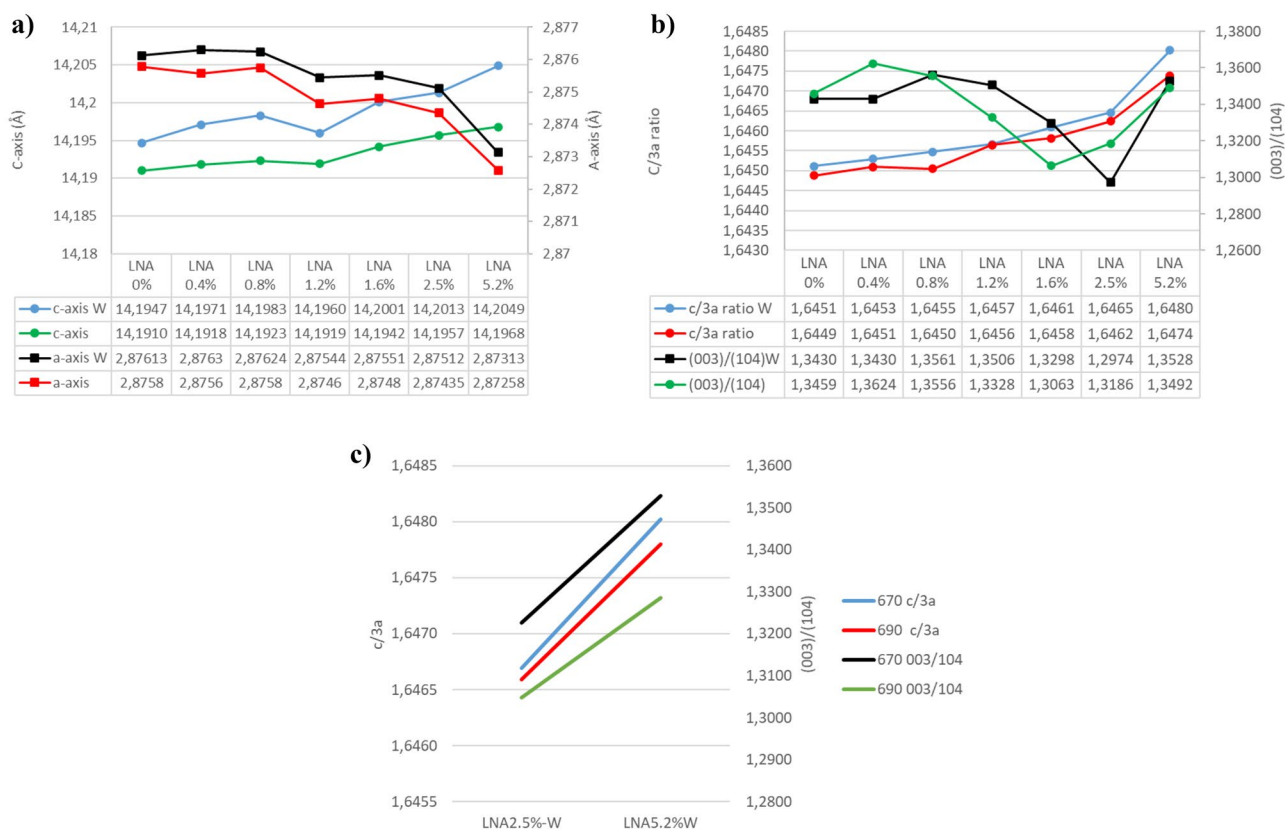 a)
14,21
14,205
14,2
14,195
14,19
14,185
14,18
C-axis (Å)
2,877
2,876
2,875
2,874
2,873
2,872
2,871
2,87
A-axis (Å)
LNA 0% LNA 0.4% LNA 0.8% LNA 1.2% LNA 1.6% LNA 2.5% LNA 5.2%
c-axis W 14,1947 14,1971 14,1983 14,1960 14,2001 14,2013 14,2049
c-axis 14,1910 14,1918 14,1923 14,1919 14,1942 14,1957 14,1968
a-axis W 2,87613 2,8763 2,87624 2,87544 2,87551 2,87512 2,87313
a-axis 2,8758 2,8756 2,8758 2,8746 2,8748 2,87435 2,87258
b)
1,6485
1,6480
1,6475
1,6470
1,6465
1,6460
1,6455
1,6450
1,6445
1,6440
1,6435
1,6430
C/3a ratio
1,3800
1,3600
1,3400
1,3200
1,3000
1,2800
1,2600
(003)/(104)
LNA 0% LNA 0.4% LNA 0.8% LNA 1.2% LNA 1.6% LNA 2.5% LNA 5.2%
c/3a ratio W 1,6451 1,6453 1,6455 1,6457 1,6461 1,6465 1,6480
c/3a ratio 1,6449 1,6451 1,6450 1,6456 1,6458 1,6462 1,6474
(003)/(104)W 1,3430 1,3430 1,3561 1,3506 1,3298 1,2974 1,3528
(003)/(104) 1,3459 1,3624 1,3556 1,3328 1,3063 1,3186 1,3492
c)
1,6485
1,6480
1,6475
1,6470
1,6465
1,6460
1,6455
c/3a
1,3600
1,3500
1,3400
1,3300
1,3200
1,3100
1,3000
1,2900
1,2800
(003)/(104)
LNA2.5%-W LNA5.2%W
670 c/3a
690 c/3a
670 003/104
690 003/104